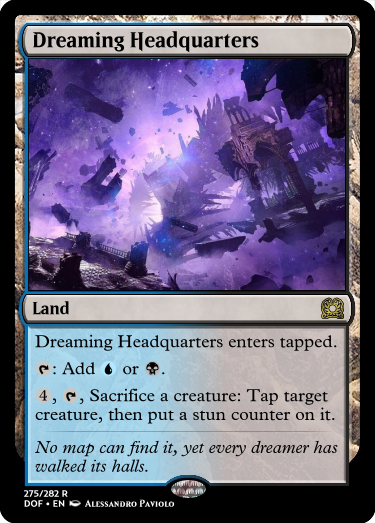 Dreaming Headquarters
Land
Dreaming Headquarters enters tapped.
: Add or .
4, , Sacrifice a creature: Tap target
creature, then put a stun counter on it.
No map can find it, yet every dreamer has
walked its halls.
275/282 R
DOF • EN Alessandro Paviolo